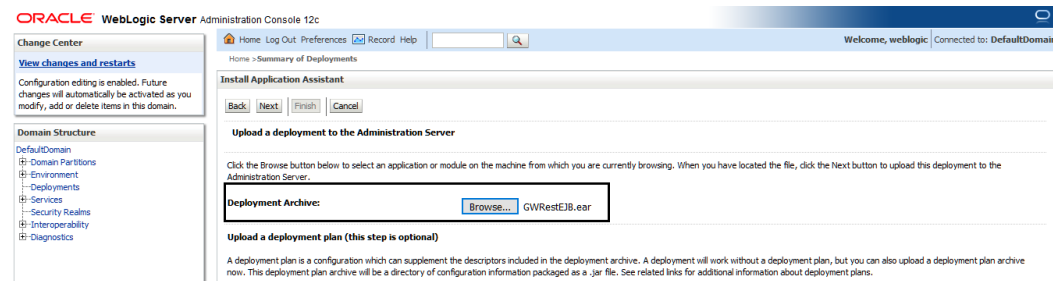 ORACLE WebLogic Server Administration Console 12c
Change Center
View changes and restarts
Configuration editing is enabled. Future
changes will automatically be activated as you
modify, add or delete items in this domain.
Domain Structure
DefaultDomain
Domain Partitions
Environment
Deployments
Services
Security Realms
Interoperability
Diagnostics
Home Log Out Preferences Record Help
Welcome, weblogic Connected to: DefaultDomai
Home >Summary of Deployments
Install Application Assistant
Back Next Finish Cancel
Upload a deployment to the Administration Server
Click the Browse button below to select an application or module on the machine from which you are currently browsing. When you have located the file, click the Next button to upload this deployment to the
Administration Server.
Deployment Archive: Browse... GWRestEJB.ear
Upload a deployment plan (this step is optional)
A deployment plan is a configuration which can supplement the descriptors included in the deployment archive. A deployment will work without a deployment plan, but you can also upload a deployment plan archive
now. This deployment plan archive will be a directory of configuration information packaged as a .jar file. See related links for additional information about deployment plans.